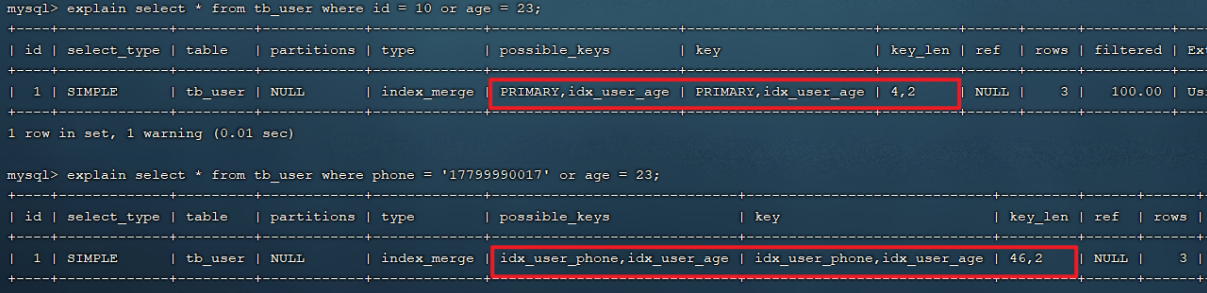 mysql> explain select * from tb_user where id = 10 or age = 23;
+----+-------------+---------+------------+-------------+----------------------+----------------------+---------+------+------+----------+----
| id | select_type | table | partitions | type | possible_keys | key | key_len | ref | rows | filtered | Ext
+----+-------------+---------+------------+-------------+----------------------+----------------------+---------+------+------+----------+----
| 1 | SIMPLE | tb_user | NULL | index_merge | PRIMARY,idx_user_age | PRIMARY,idx_user_age | 4,2 | NULL | 3 | 100.00 | Us
+----+-------------+---------+------------+-------------+----------------------+----------------------+---------+------+------+----------+----
1 row in set, 1 warning (0.01 sec)
mysql> explain select * from tb_user where phone = '17799990017' or age = 23;
+----+-------------+---------+------------+-------------+-----------------------------+-----------------------------+---------+------+------+
| id | select_type | table | partitions | type | possible_keys | key | key_len | ref | rows |
+----+-------------+---------+------------+-------------+-----------------------------+-----------------------------+---------+------+------+
| 1 | SIMPLE | tb_user | NULL | index_merge | idx_user_phone,idx_user_age | idx_user_phone,idx_user_age | 46,2 | NULL | 3 |
+----+-------------+---------+------------+-------------+-----------------------------+-----------------------------+---------+------+------+